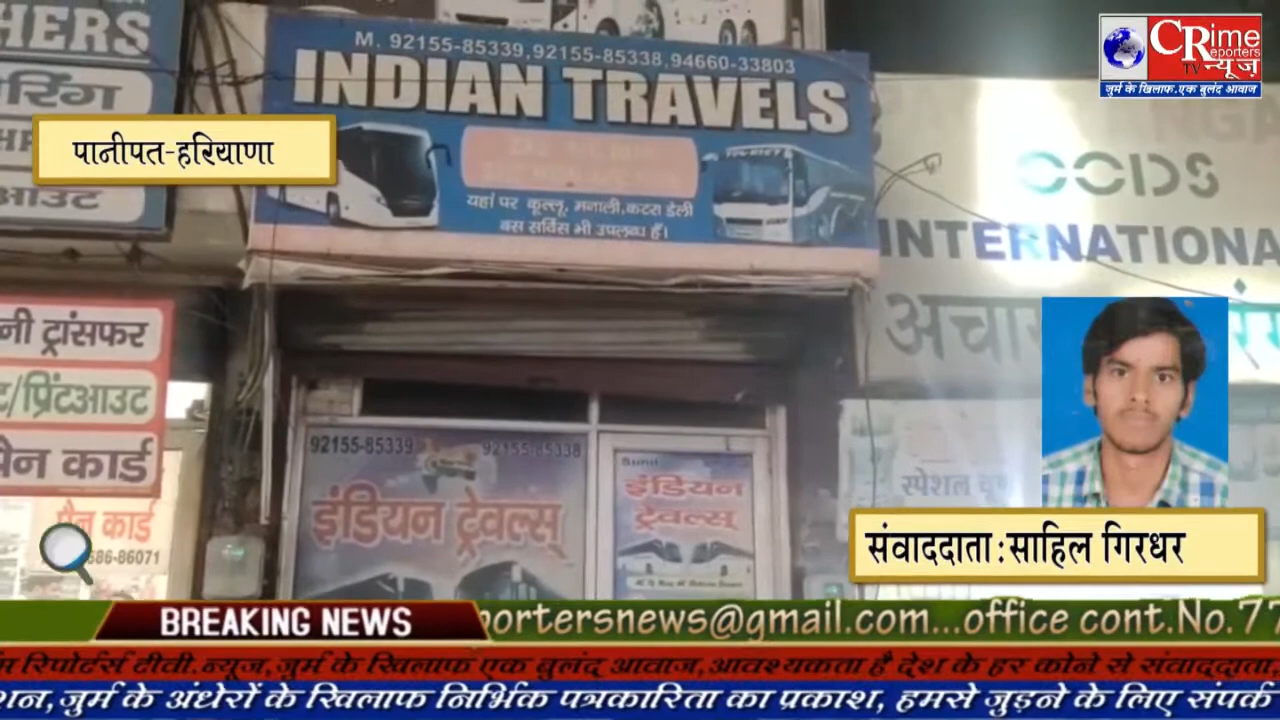 HERS
M. 92155-85339,92155-85338,94660-33803
INDIAN TRAVELS
यहां पर कूल्लू, मनाली,कटरा डेली
बस सर्विस भी उपलब्ध हैं।
CRime
Reporters
TV न्यूज़
जुर्म के खिलाफ.एक बुलंद आवाज
पानीपत-हरियाणा
आउट
INTERNATIONA
नी ट्रांसफर
ट/प्रिंटआउट
पैन कार्ड
पैन कार्ड
686-86071
92155-85339
92155-85338
इंडियन ट्रेवल्स्
Sunil
इंडियन
ट्रेवल्स्
स्पेशल
संवाददाता:साहिल गिरधर
BREAKING NEWS
portersnews@gmail.com...office cont.No.77
म रिपोर्टर्स टीवी.न्यूज,जुर्म के खिलाफ एक बुलंद आवाज,आवश्यकता है देश के हर कोने से संवाददाता,
शन,जुर्म के अंधेरों के खिलाफ निर्भिक पत्रकारिता का प्रकाश, हमसे जुड़ने के लिए संपर्क